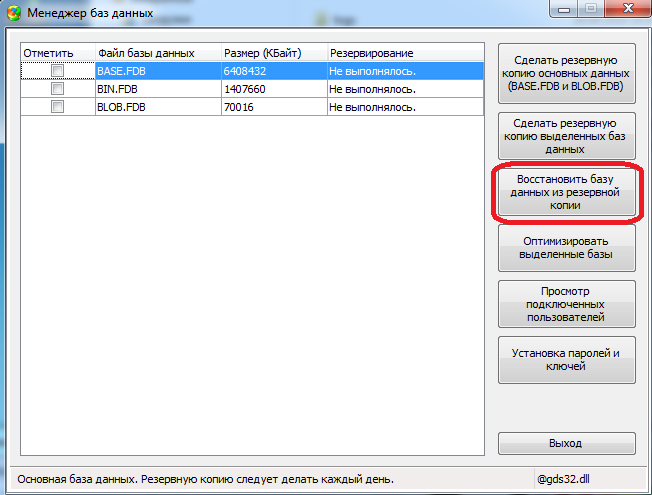 Менеджер баз данных
Отметить Файл базы данных Размер (КБайт) Резервирование
BASE.FDB 6408432 Не выполнялось.
BIN.FDB 1407660 Не выполнялось.
BLOB.FDB 70016 Не выполнялось.
Сделать резервную
копию основных данных
(BASE.FDB и BLOB.FDB)
Сделать резервную
копию выделенных баз
данных
Восстановить базу
данных из резервной
копии
Оптимизировать
выделенные базы
Просмотр
подключенных
пользователей
Установка паролей и
ключей
Выход
Основная база данных. Резервную копию следует делать каждый день.
@gds32.dll